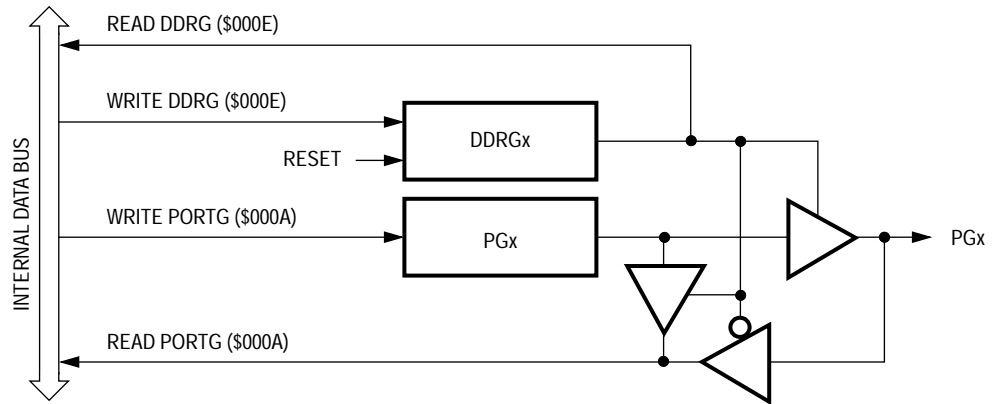 READ DDRG ($000E)
WRITE DDRG ($000E)
DDRGx
RESET
WRITE PORTG ($000A)
PGx
PGx
READ PORTG ($000A)
INTERNAL DATA BUS